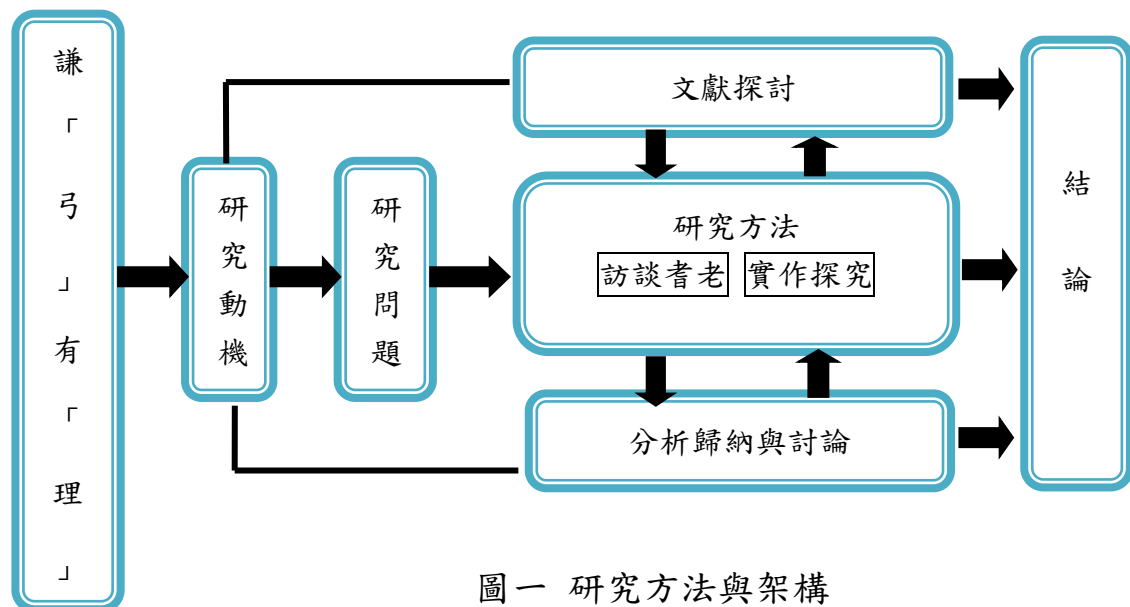 謙「弓」有「理」
研究動機
研究問題
文獻探討
研究方法
訪談耆老 實作探究
分析歸納與討論
結論
圖一 研究方法與架構